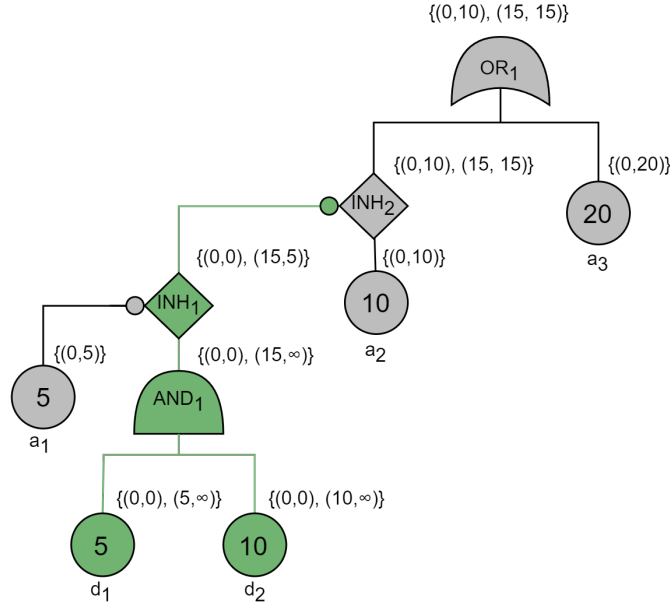 {(0,10), (15, 15)}
OR₁
{(0,10), (15, 15)}
{(0,20)}
INH₂
20
a₃
{(0,0), (15,5)}
{(0,10)}
INH₁
10
a₂
{(0,5)}
{(0,0), (15,∞)}
5
a₁
AND₁
{(0,0), (5,∞)}
{(0,0), (10,∞)}
5
10
d₁
d₂